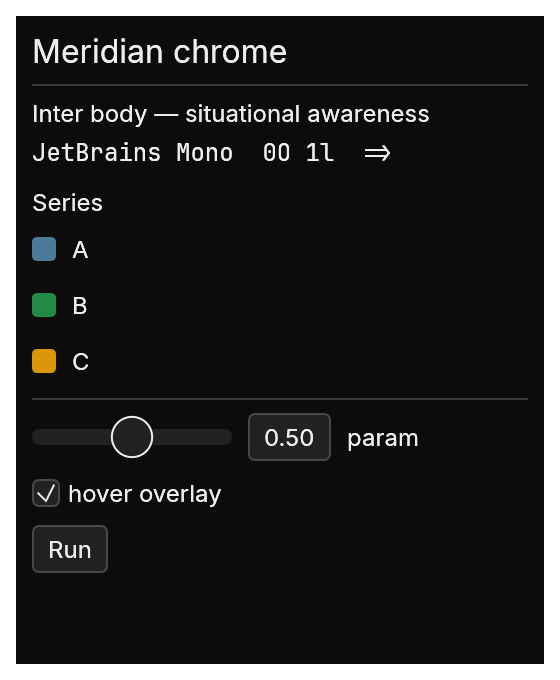 Meridian chrome
Inter body — situational awareness
JetBrains Mono  0O 1l  =>
Series
A
B
C
0.50 param
hover overlay
Run